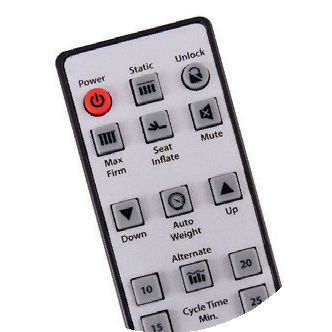 Power
Static
Unlock
Max
Firm
Seat
Inflate
Mute
Down
Auto
Weight
Up
Alternate
10
20
Cycle Time
Min.
15
25